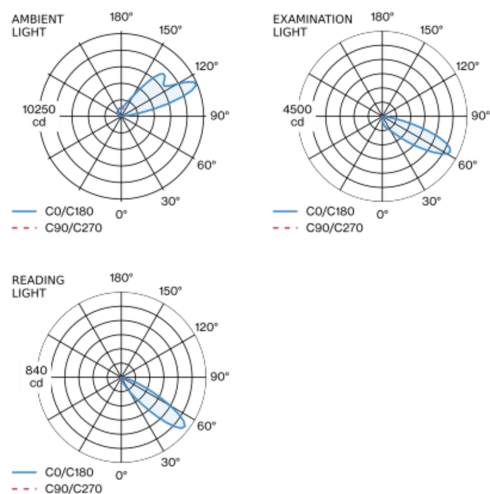 AMBIENT
LIGHT
180°
150°
120°
10250
cd
90°
60°
30°
0°
C0/C180
C90/C270
EXAMINATION
LIGHT
180°
150°
120°
4500
cd
90°
60°
30°
0°
C0/C180
C90/C270
READING
LIGHT
180°
150°
120°
840
cd
90°
60°
30°
0°
C0/C180
C90/C270